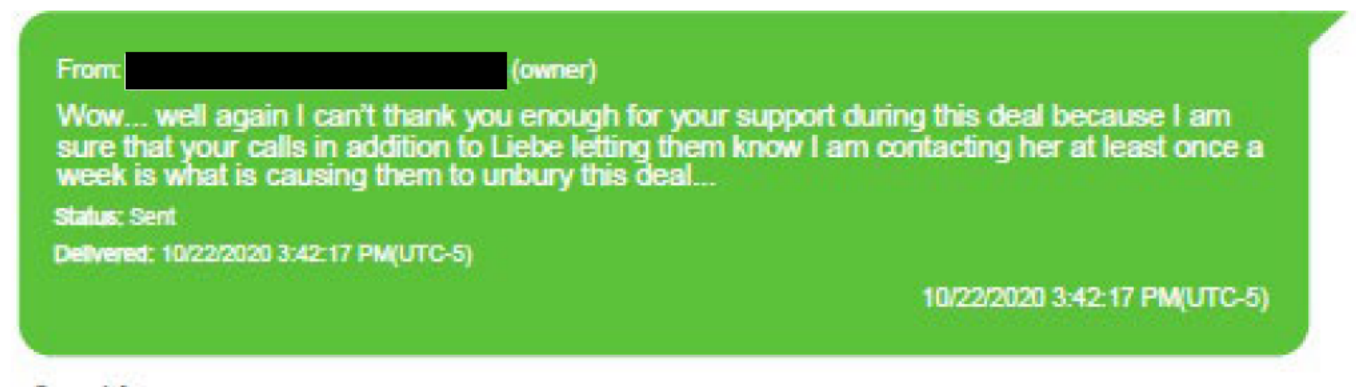 From: (owner)
Wow... well again I can't thank you enough for your support during this deal because I am
sure that your calls in addition to Liebe letting them know I am contacting her at least once a
week is what is causing them to unbury this deal...
Status: Sent
Delivered: 10/22/2020 3:42:17 PM(UTC-5)
10/22/2020 3:42:17 PM(UTC-5)